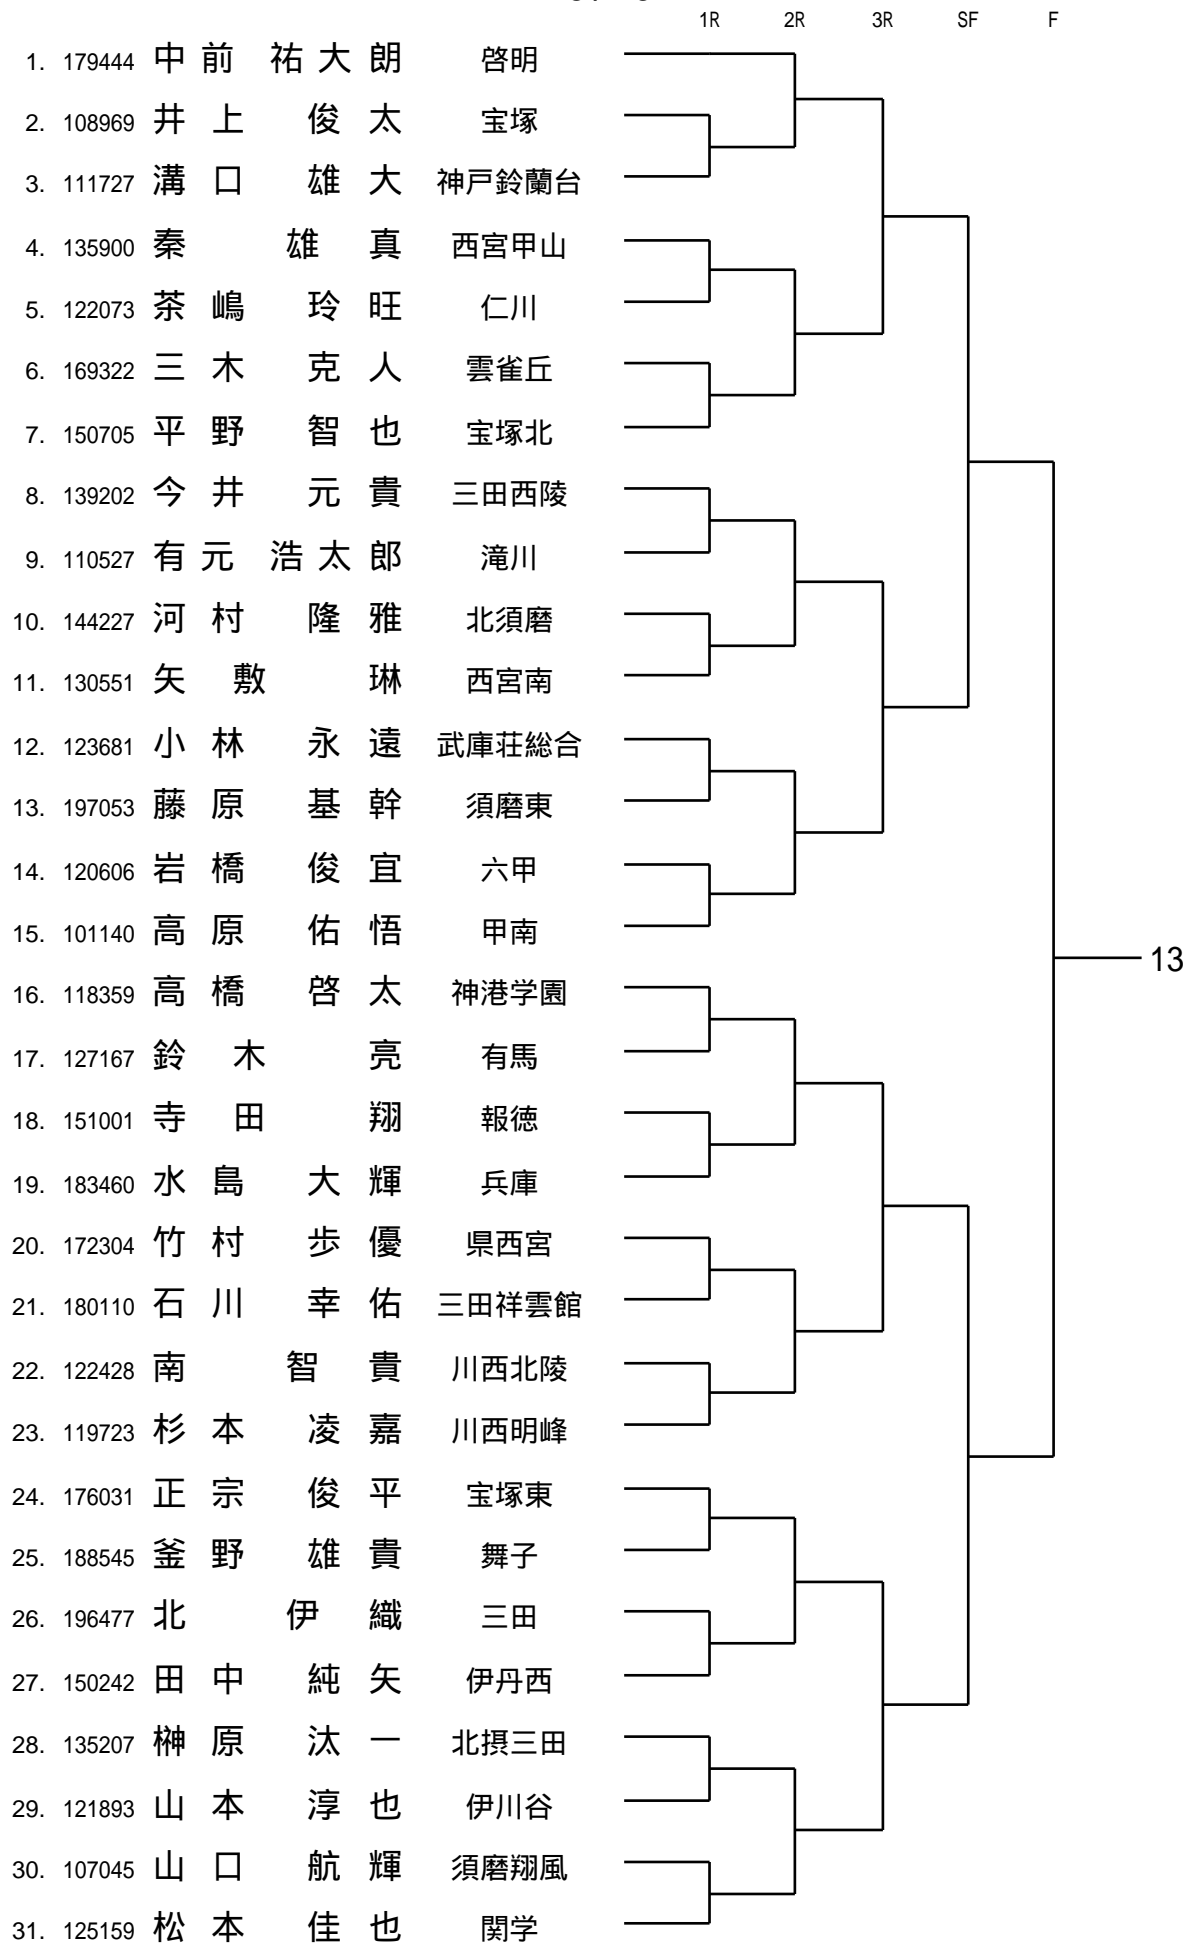 1R 2R 3R SF F
1. 179444 中前 祐大朗 啓明
2. 108969 井上 俊太 宝塚
3. 111727 溝口 雄大 神戸鈴蘭台
4. 135900 秦 雄真 西宮甲山
5. 122073 茶嶋 玲旺 仁川
6. 169322 三木 克人 雲雀丘
7. 150705 平野 智也 宝塚北
8. 139202 今井 元貴 三田西陵
9. 110527 有元 浩太郎 滝川
10. 144227 河村 隆雅 北須磨
11. 130551 矢敷 琳 西宮南
12. 123681 小林 永遠 武庫荘総合
13. 197053 藤原 基幹 須磨東
14. 120606 岩橋 俊宜 六甲
15. 101140 高原 佑悟 甲南
13
16. 118359 高橋 啓太 神港学園
17. 127167 鈴木 亮 有馬
18. 151001 寺田 翔 報徳
19. 183460 水島 大輝 兵庫
20. 172304 竹村 歩優 県西宮
21. 180110 石川 幸佑 三田祥雲館
22. 122428 南 智貴 川西北陵
23. 119723 杉本 凌嘉 川西明峰
24. 176031 正宗 俊平 宝塚東
25. 188545 釜野 雄貴 舞子
26. 196477 北 伊織 三田
27. 150242 田中 純矢 伊丹西
28. 135207 榊原 汰一 北摂三田
29. 121893 山本 淳也 伊川谷
30. 107045 山口 航輝 須磨翔風
31. 125159 松本 佳也 関学